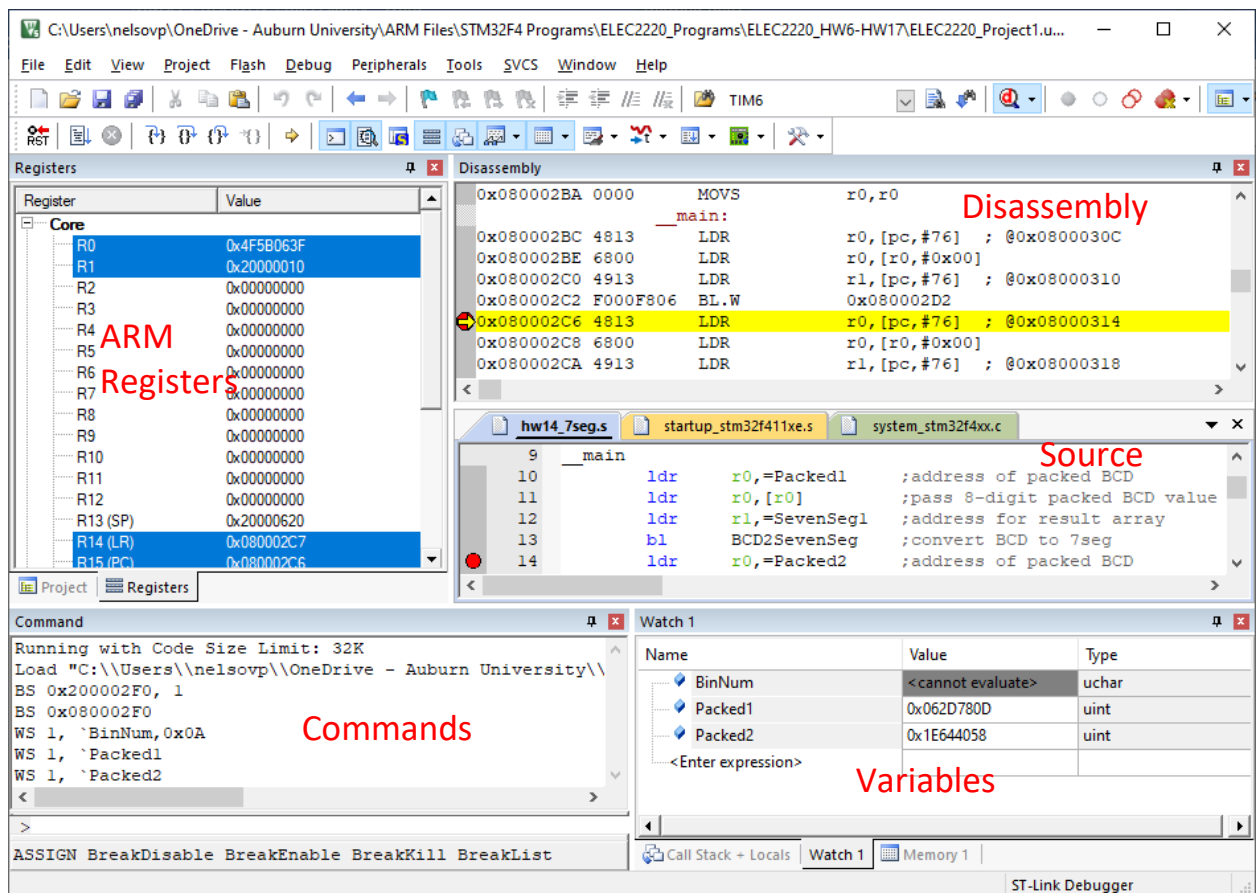 C:\Users\nelsovp\OneDrive - Auburn University\ARM Files\STM32F4 Programs\ELEC2220_Programs\ELEC2220_HW6-HW17\ELEC2220_Project1.u...
File Edit View Project Flash Debug Peripherals Tools SVCS Window Help
TIM6
RST
Registers
Register Value
Core
R0 0x4F5B063F
R1 0x20000010
R2 0x00000000
R3 0x00000000
R4 0x00000000
R5 0x00000000
R6 0x00000000
R7 0x00000000
R8 0x00000000
R9 0x00000000
R10 0x00000000
R11 0x00000000
R12 0x00000000
R13 (SP) 0x20000620
R14 (LR) 0x080002C7
R15 (PC) 0x080002C6
ARM
Registers
Project Registers
Disassembly
0x080002BA 0000 MOVS r0,r0
__main:
0x080002BC 4813 LDR r0,[pc,#76] ; @0x0800030C
0x080002BE 6800 LDR r0,[r0,#0x00]
0x080002C0 4913 LDR r1,[pc,#76] ; @0x08000310
0x080002C2 F000F806 BL.W 0x080002D2
0x080002C6 4813 LDR r0,[pc,#76] ; @0x08000314
0x080002C8 6800 LDR r0,[r0,#0x00]
0x080002CA 4913 LDR r1,[pc,#76] ; @0x08000318
Disassembly
hw14_7seg.s startup_stm32f411xe.s system_stm32f4xx.c
9 __main
10 ldr r0,=Packed1 ;address of packed BCD
11 ldr r0,[r0] ;pass 8-digit packed BCD value
12 ldr r1,=SevenSeg1 ;address for result array
13 bl BCD2SevenSeg ;convert BCD to 7seg
14 ldr r0,=Packed2 ;address of packed BCD
Source
Command
Running with Code Size Limit: 32K
Load "C:\\Users\\nelsovp\\OneDrive - Auburn University\\
BS 0x200002F0, 1
BS 0x080002F0
WS 1, `BinNum,0x0A
WS 1, `Packed1
WS 1, `Packed2
Commands
>
ASSIGN BreakDisable BreakEnable BreakKill BreakList
Watch 1
Name Value Type
BinNum <cannot evaluate> uchar
Packed1 0x062D780D uint
Packed2 0x1E644058 uint
<Enter expression>
Variables
Call Stack + Locals Watch 1 Memory 1
ST-Link Debugger